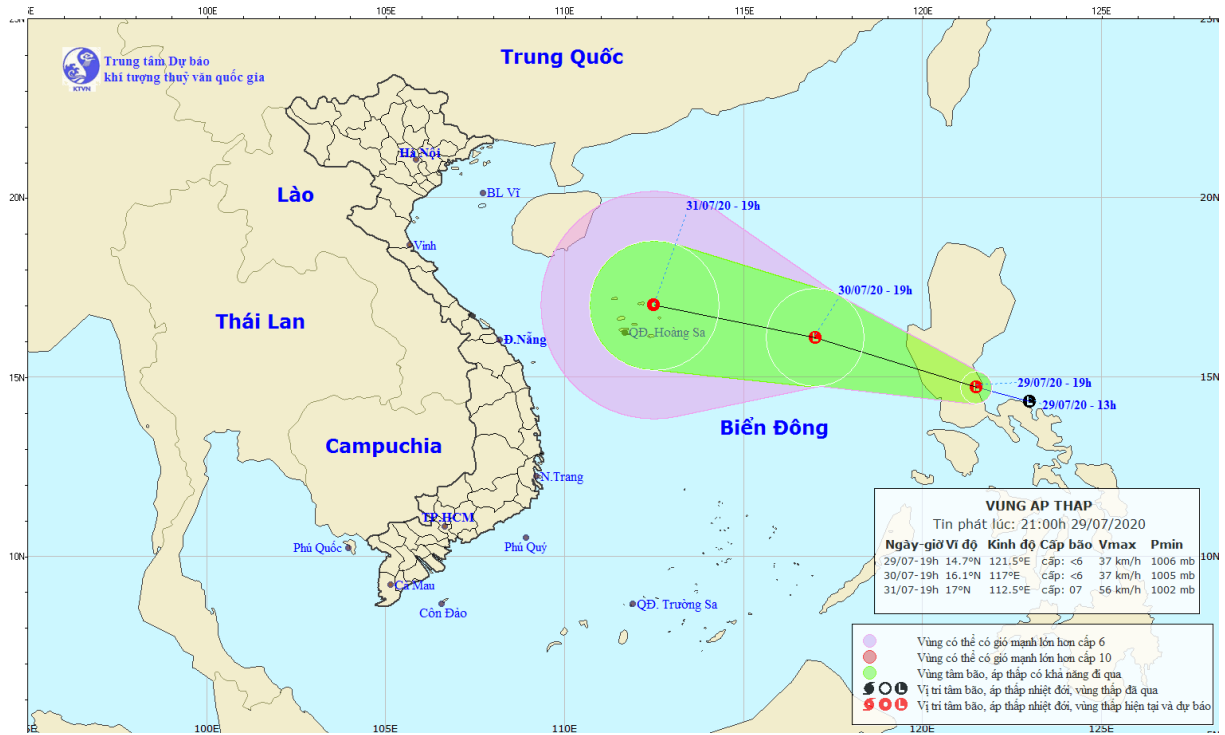 100E 105E 110E 115E 120E 125E
25N 25N
Trung tâm Dự báo
khí tượng thuỷ văn quốc gia
KTVN
Trung Quốc
Hà Nội
Lào
BL Vĩ
20N 20N
31/07/20 - 19h
Vinh
30/07/20 - 19h
Thái Lan
QĐ. Hoàng Sa
Đ.Nẵng
15N 15N
29/07/20 - 19h
29/07/20 - 13h
Biển Đông
Campuchia
N.Trang
TP.HCM
Phú Quốc
Phú Quý
10N 10N
Cà Mau
Côn Đảo
QĐ. Trường Sa
VUNG AP THAP
Tin phát lúc: 21:00h 29/07/2020
Ngày-giờ Vĩ độ Kinh độ Cấp bão Vmax Pmin
29/07-19h 14.7°N 121.5°E cấp: <6 37 km/h 1006 mb
30/07-19h 16.1°N 117°E cấp: <6 37 km/h 1005 mb
31/07-19h 17°N 112.5°E cấp: 07 56 km/h 1002 mb
Vùng có thể có gió mạnh lớn hơn cấp 6
Vùng có thể có gió mạnh lớn hơn cấp 10
Vùng tâm bão, áp thấp có khả năng đi qua
Vị trí tâm bão, áp thấp nhiệt đới, vùng thấp đã qua
Vị trí tâm bão, áp thấp nhiệt đới, vùng thấp hiện tại và dự báo
100E 105E 110E 115E 120E 125E